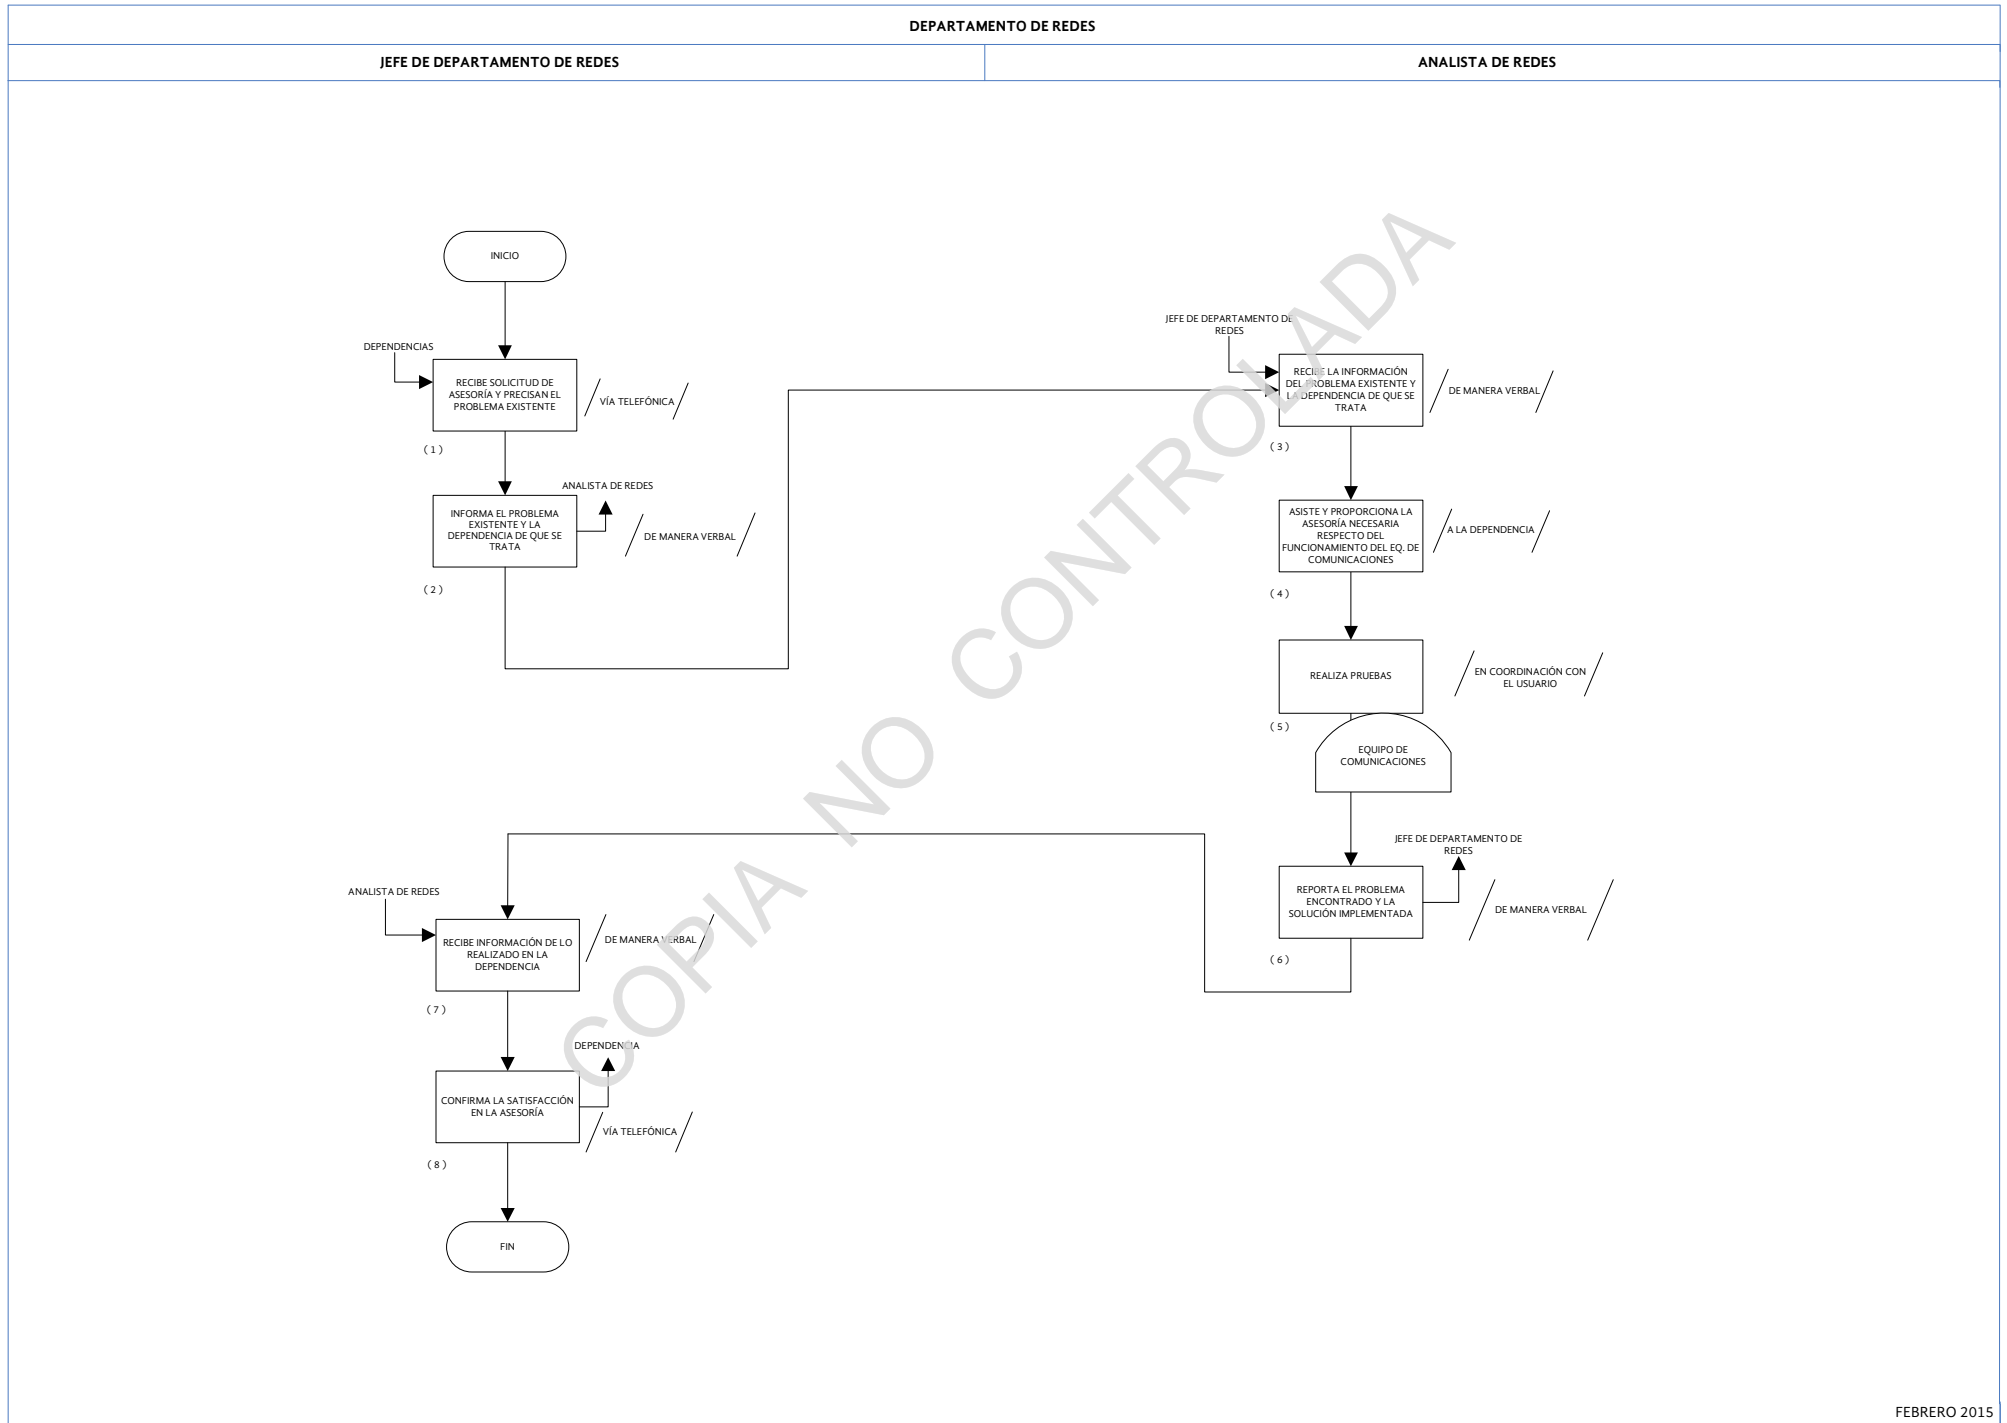 DEPARTAMENTO DE REDES
JEFE DE DEPARTAMENTO DE REDES
ANALISTA DE REDES
INICIO
DEPENDENCIAS
RECIBE SOLICITUD DE
ASESORÍA Y PRECISAN EL
PROBLEMA EXISTENTE
VÍA TELEFÓNICA
( 1 )
ANALISTA DE REDES
INFORMA EL PROBLEMA
EXISTENTE Y LA
DEPENDENCIA DE QUE SE
TRATA
DE MANERA VERBAL
( 2 )
JEFE DE DEPARTAMENTO DE
REDES
RECIBE LA INFORMACIÓN
DEL PROBLEMA EXISTENTE Y
LA DEPENDENCIA DE QUE SE
TRATA
DE MANERA VERBAL
( 3 )
ASISTE Y PROPORCIONA LA
ASESORÍA NECESARIA
RESPECTO DEL
FUNCIONAMIENTO DEL EQ. DE
COMUNICACIONES
A LA DEPENDENCIA
( 4 )
REALIZA PRUEBAS
EN COORDINACIÓN CON
EL USUARIO
( 5 )
EQUIPO DE
COMUNICACIONES
JEFE DE DEPARTAMENTO DE
REDES
REPORTA EL PROBLEMA
ENCONTRADO Y LA
SOLUCIÓN IMPLEMENTADA
DE MANERA VERBAL
( 6 )
ANALISTA DE REDES
RECIBE INFORMACIÓN DE LO
REALIZADO EN LA
DEPENDENCIA
DE MANERA VERBAL
( 7 )
DEPENDENCIA
CONFIRMA LA SATISFACCIÓN
EN LA ASESORÍA
VÍA TELEFÓNICA
( 8 )
FIN
COPIA NO CONTROLADA
FEBRERO 2015